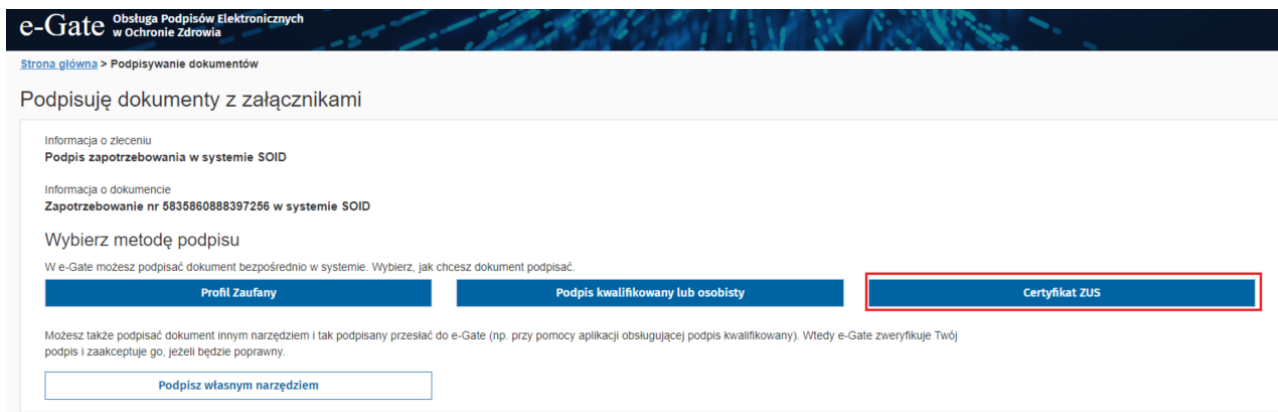 e-Gate Obsługa Podpisów Elektronicznych
w Ochronie Zdrowia
Strona główna > Podpisywanie dokumentów
Podpisuję dokumenty z załącznikami
Informacja o zleceniu
Podpis zapotrzebowania w systemie SOID
Informacja o dokumencie
Zapotrzebowanie nr 5835860888397256 w systemie SOID
Wybierz metodę podpisu
W e-Gate możesz podpisać dokument bezpośrednio w systemie. Wybierz, jak chcesz dokument podpisać.
Profil Zaufany Podpis kwalifikowany lub osobisty Certyfikat ZUS
Możesz także podpisać dokument innym narzędziem i tak podpisany przesłać do e-Gate (np. przy pomocy aplikacji obsługującej podpis kwalifikowany). Wtedy e-Gate zweryfikuje Twój
podpis i zaakceptuje go, jeżeli będzie poprawny.
Podpisz własnym narzędziem